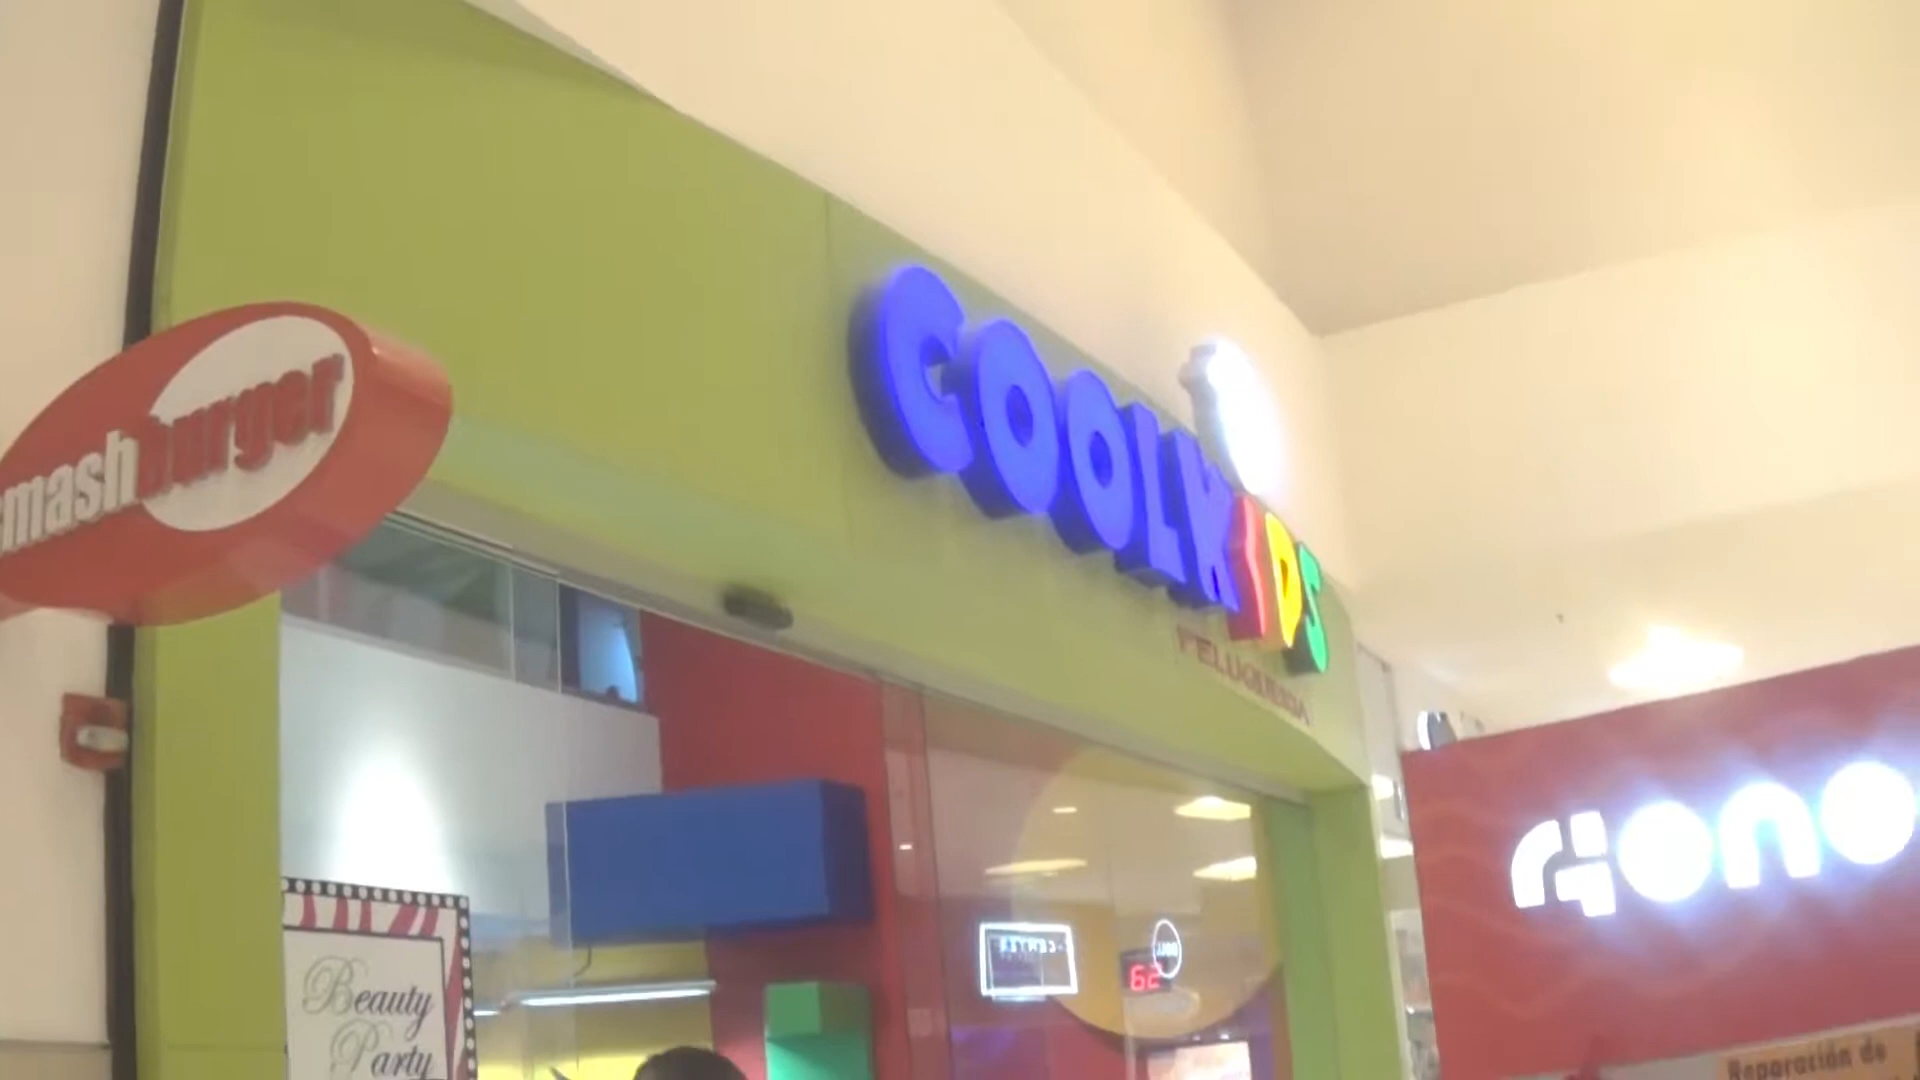 smashburger
COOLKIDS
PELUQUERIA
Beauty
Party
62
Reparación de